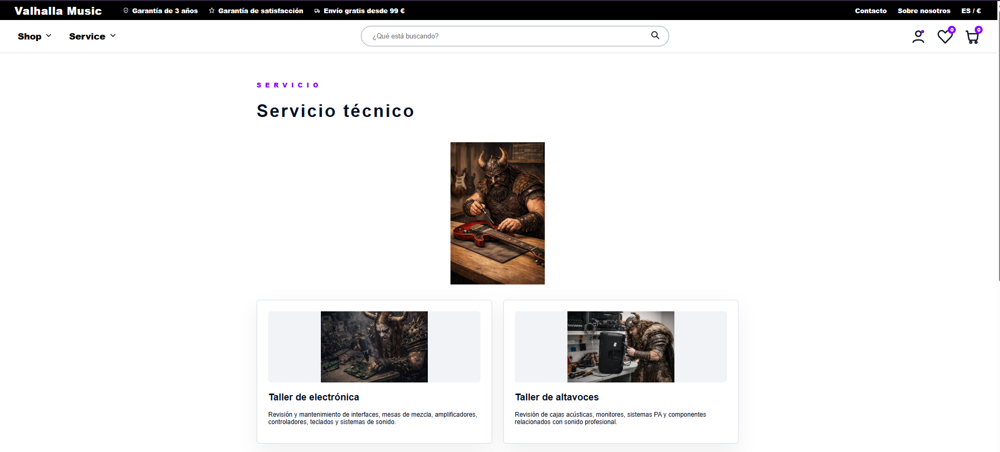 Valhalla Music
Garantía de 3 años
Garantía de satisfacción
Envío gratis desde 99 €
Contacto
Sobre nosotros
ES / €
Shop
Service
¿Qué está buscando?
0
0
SERVICIO
Servicio técnico
Taller de electrónica
Revisión y mantenimiento de interfaces, mesas de mezcla, amplificadores,
controladores, teclados y sistemas de sonido.
Taller de altavoces
Revisión de cajas acústicas, monitores, sistemas PA y componentes
relacionados con sonido profesional.